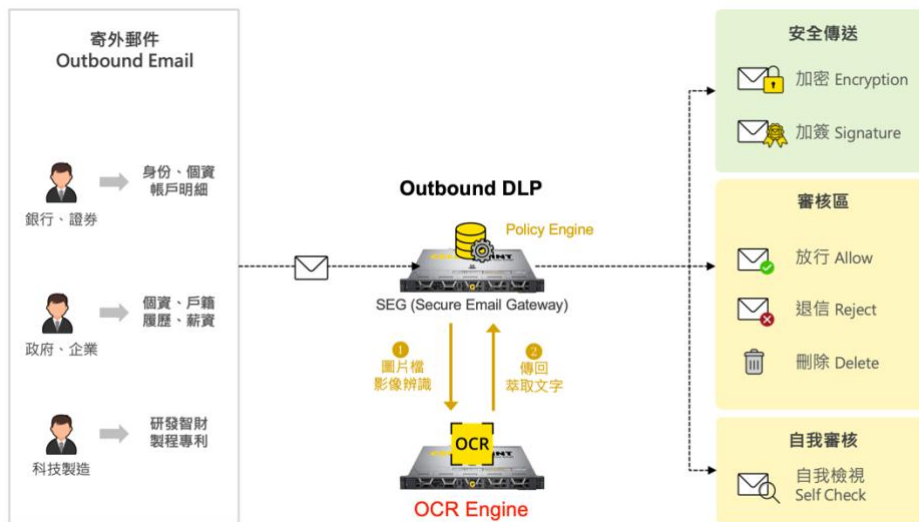 寄外郵件
Outbound Email
銀行、證券
身份、個資
帳戶明細
政府、企業
個資、戶籍
履歷、薪資
科技製造
研發智財
製程專利
Outbound DLP
Policy Engine
SEG (Secure Email Gateway)
1
圖片檔
影像辨識
2
傳回
萃取文字
OCR
OCR Engine
安全傳送
加密 Encryption
加簽 Signature
審核區
放行 Allow
退信 Reject
刪除 Delete
自我審核
自我檢視
Self Check